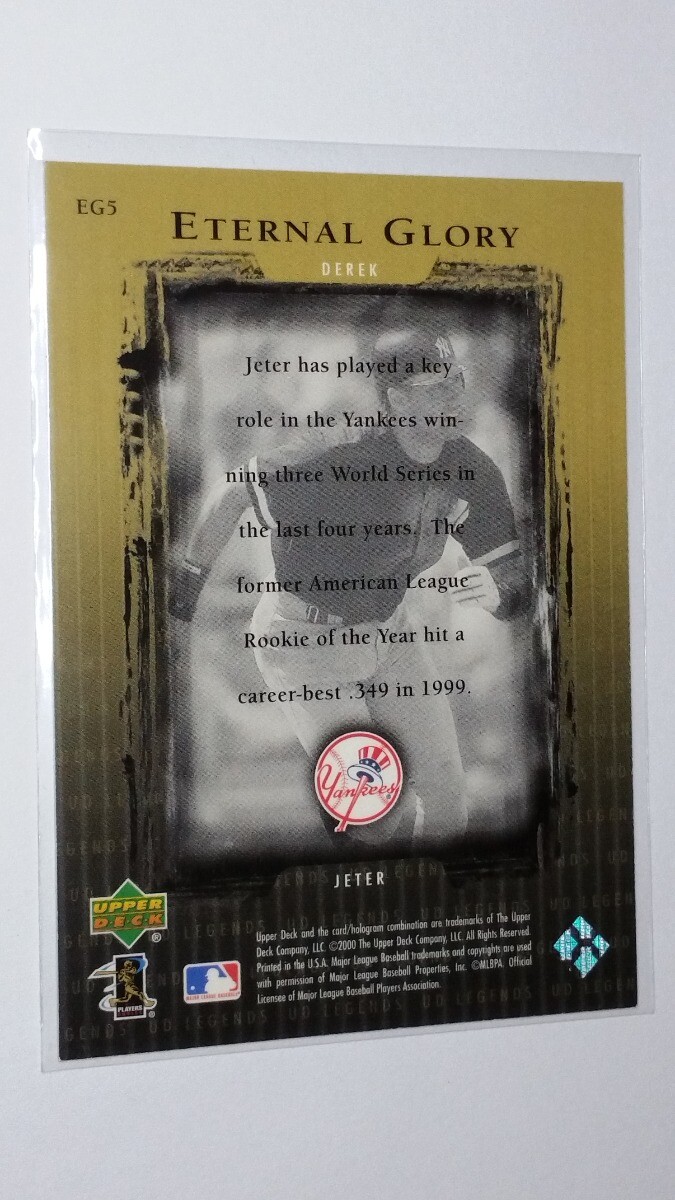 EG5
ETERNAL GLORY
DEREK
Jeter has played a key
role in the Yankees win-
ning three World Series in
the last four years. The
former American League
Rookie of the Year hit a
career-best .349 in 1999.
Yankees
JETER
UPPER
DECK
®
PLAYERS
®
MAJOR LEAGUE BASEBALL
Upper Deck and the card/hologram combination are trademarks of The Upper
Deck Company, LLC. ©2000 The Upper Deck Company, LLC. All Rights Reserved.
Printed in the U.S.A. Major League Baseball trademarks and copyrights are used
with permission of Major League Baseball Properties, Inc. ©MLBPA. Official
Licensee of Major League Baseball Players Association.
UD LEGENDS UD LEGENDS